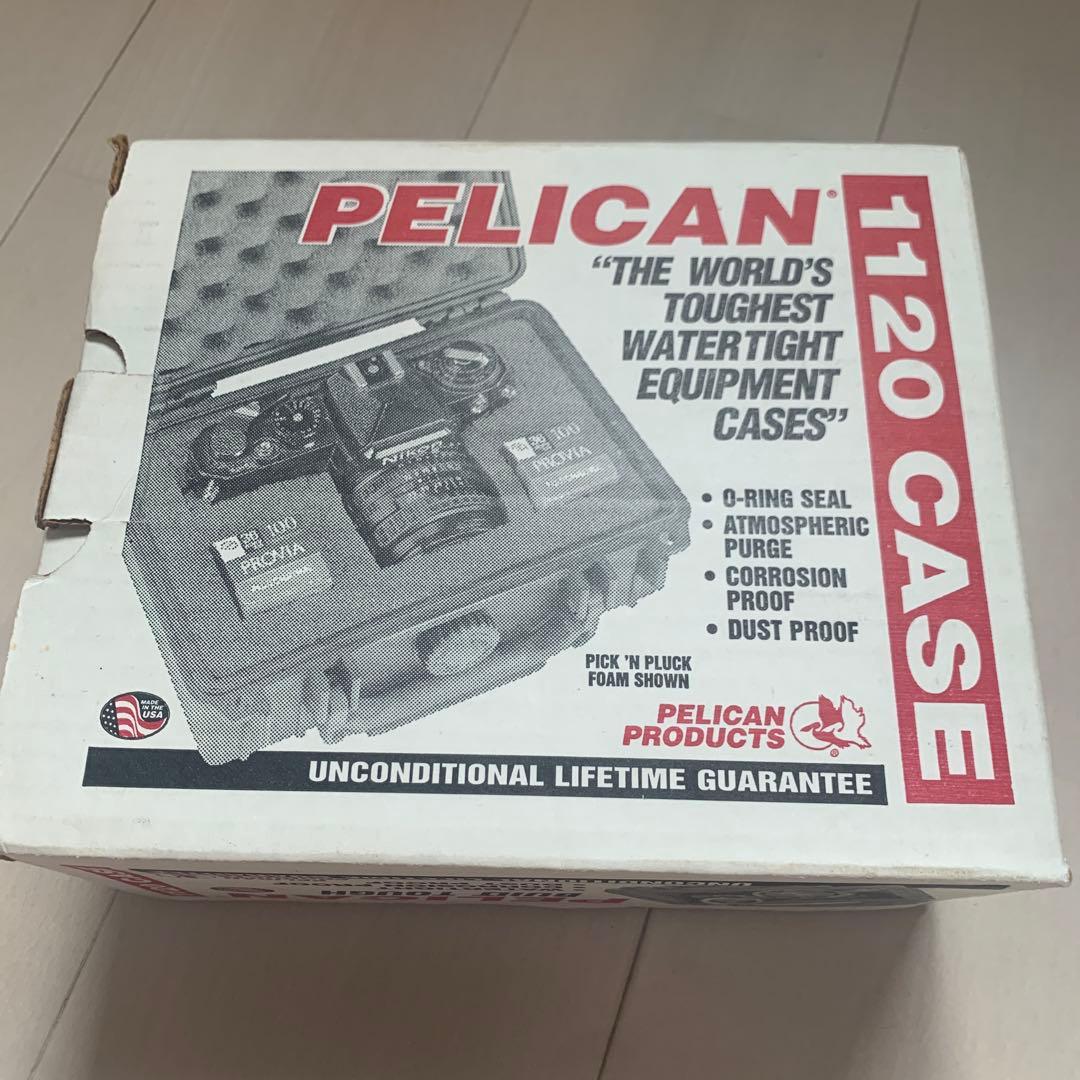 PELICAN®
"THE WORLD'S
TOUGHEST
WATERTIGHT
EQUIPMENT
CASES"
1120 CASE
• O-RING SEAL
• ATMOSPHERIC
PURGE
• CORROSION
PROOF
• DUST PROOF
Nikon
100
PROVIA
100
PROVIA
PICK 'N PLUCK
FOAM SHOWN
MADE
IN THE
USA
PELICAN
PRODUCTS
®
UNCONDITIONAL LIFETIME GUARANTEE